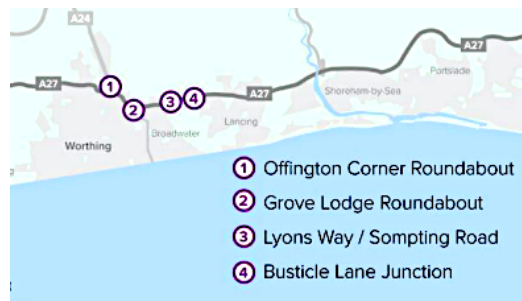 A24
A27
A27
A27
1
2
3
4
Portslade
Shoreham-by-Sea
Broadwater
Lancing
Worthing
1 Offington Corner Roundabout
2 Grove Lodge Roundabout
3 Lyons Way / Sompting Road
4 Busticle Lane Junction